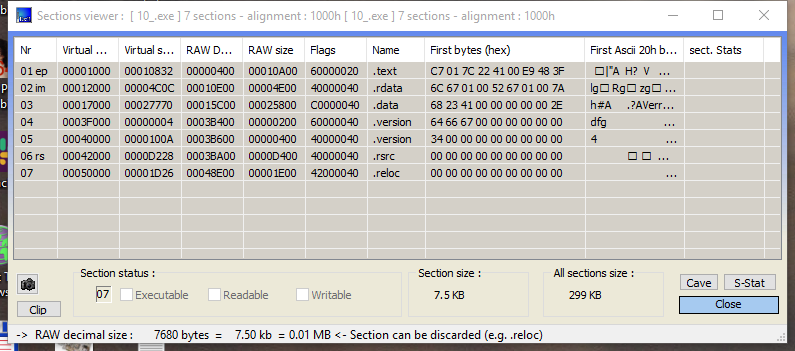 Sections viewer : [ 10_.exe ] 7 sections - alignment : 1000h [ 10_.exe ] 7 sections - alignment : 1000h
Nr Virtual ... Virtual s... RAW D... RAW size Flags Name First bytes (hex) First Ascii 20h b... sect. Stats
01 ep 00001000 00010832 00000400 00010A00 60000020 .text C7 01 7C 22 41 00 E9 48 3F □|"A H? V ...
02 im 00012000 00004C0C 00010E00 00004E00 40000040 .rdata 6C 67 01 00 52 67 01 00 7A lg□ Rg□ zg□ ...
03 00017000 00027770 00015C00 00025800 C0000040 .data 68 23 41 00 00 00 00 00 2E h#A .?AVerr...
04 0003F000 00000004 0003B400 00000200 60000040 .version 64 66 67 00 00 00 00 00 00 dfg ...
05 00040000 0000100A 0003B600 00000400 40000040 .version 34 00 00 00 00 00 00 00 00 4 ...
06 rs 00042000 0000D228 0003BA00 0000D400 40000040 .rsrc 00 00 00 00 00 00 00 00 00 □ □ ...
07 00050000 00001D26 00048E00 00001E00 42000040 .reloc 00 00 00 00 00 00 00 00 00 ...
Section status :
Section size :
All sections size :
07 Executable Readable Writable
7.5 KB
299 KB
Cave S-Stat
Clip
Close
-> RAW decimal size : 7680 bytes = 7.50 kb = 0.01 MB <- Section can be discarded (e.g. .reloc)